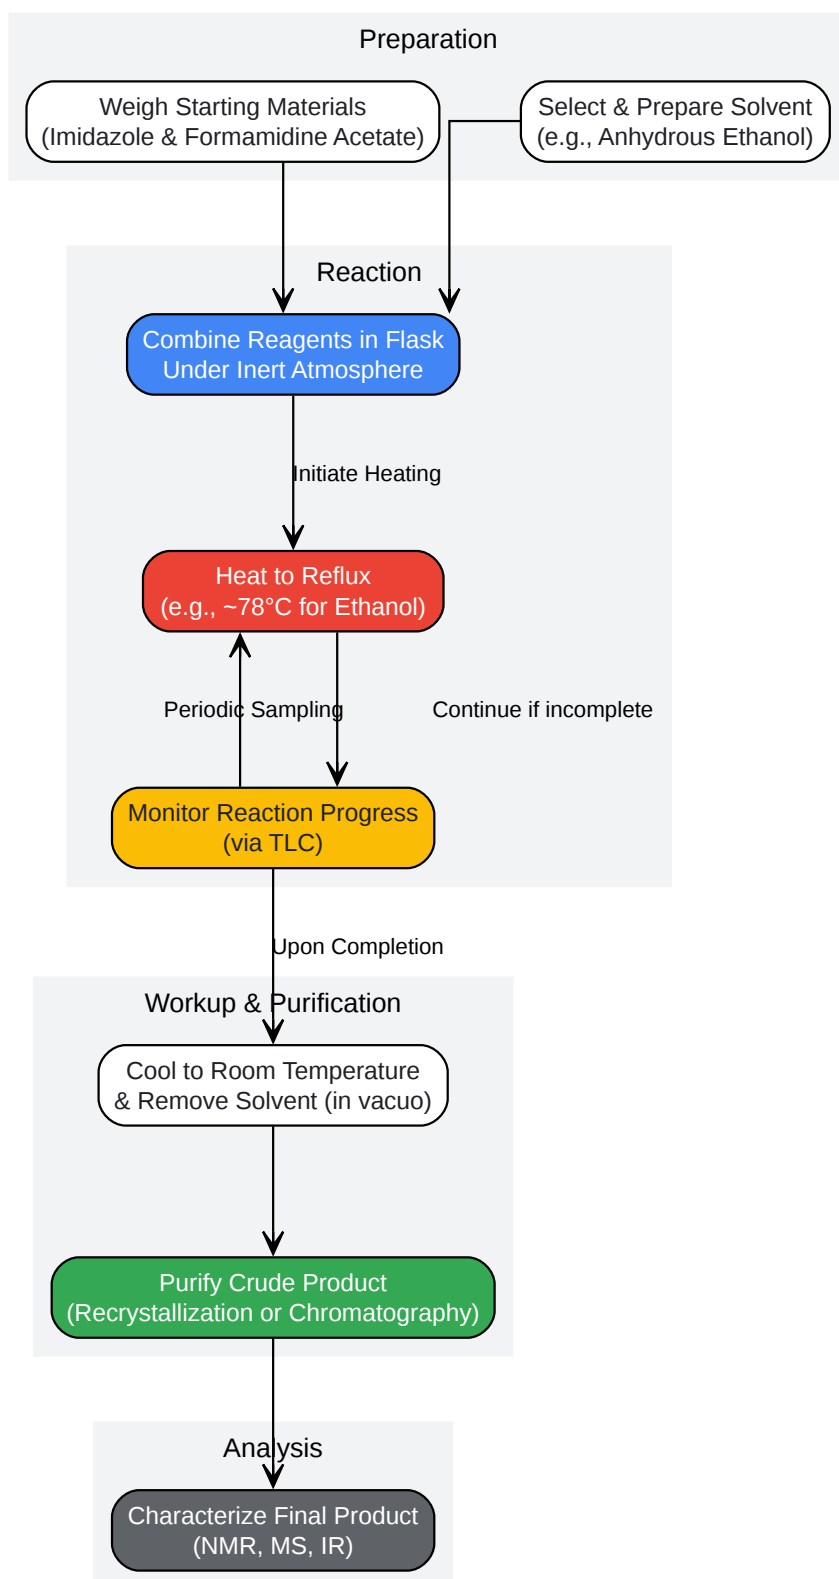 Preparation
Weigh Starting Materials
(Imidazole & Formamidine Acetate)
Select & Prepare Solvent
(e.g., Anhydrous Ethanol)
Reaction
Combine Reagents in Flask
Under Inert Atmosphere
Initiate Heating
Heat to Reflux
(e.g., ~78°C for Ethanol)
Periodic Sampling
Continue if incomplete
Monitor Reaction Progress
(via TLC)
Upon Completion
Workup & Purification
Cool to Room Temperature
& Remove Solvent (in vacuo)
Purify Crude Product
(Recrystallization or Chromatography)
Analysis
Characterize Final Product
(NMR, MS, IR)